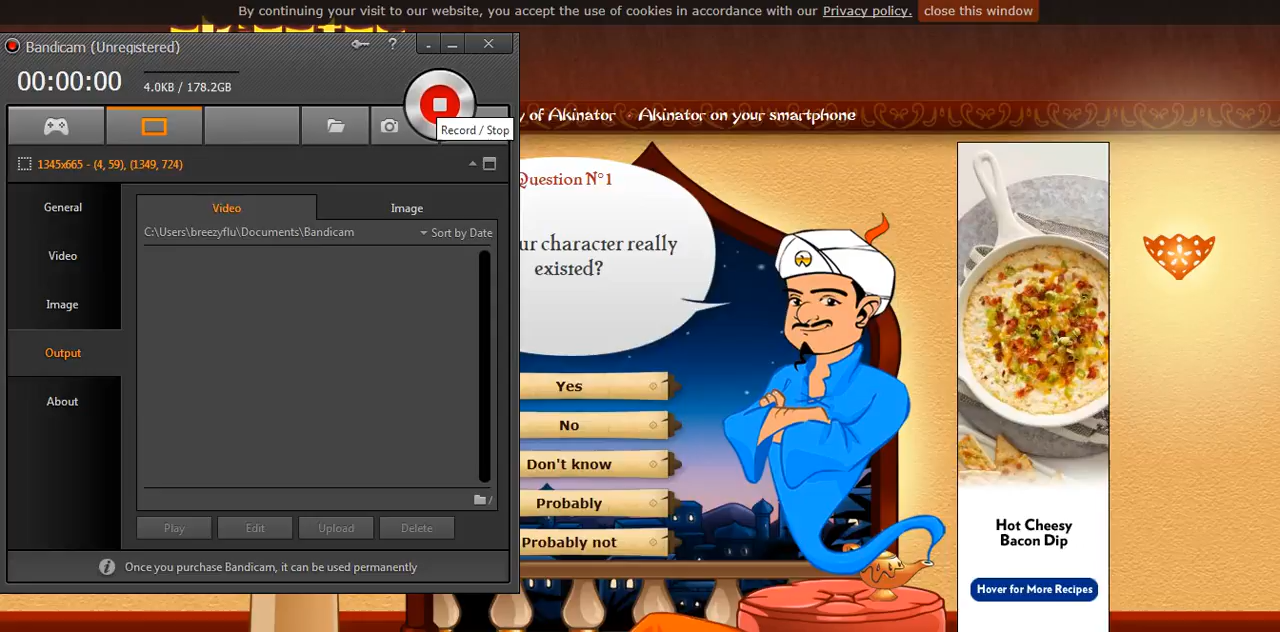 By continuing your visit to our website, you accept the use of cookies in accordance with our Privacy policy. close this window
Bandicam (Unregistered)
?
00:00:00
4.0KB / 178.2GB
Record / Stop
y of Akinator · Akinator on your smartphone
1345x665 - (4, 59), (1349, 724)
General
Video
Image
Output
About
Video
Image
C:\Users\breezyflu\Documents\Bandicam
Sort by Date
Play
Edit
Upload
Delete
Once you purchase Bandicam, it can be used permanently
Question N°1
ur character really
existed?
Yes
No
Don't know
Probably
Probably not
Hot Cheesy
Bacon Dip
Hover for More Recipes